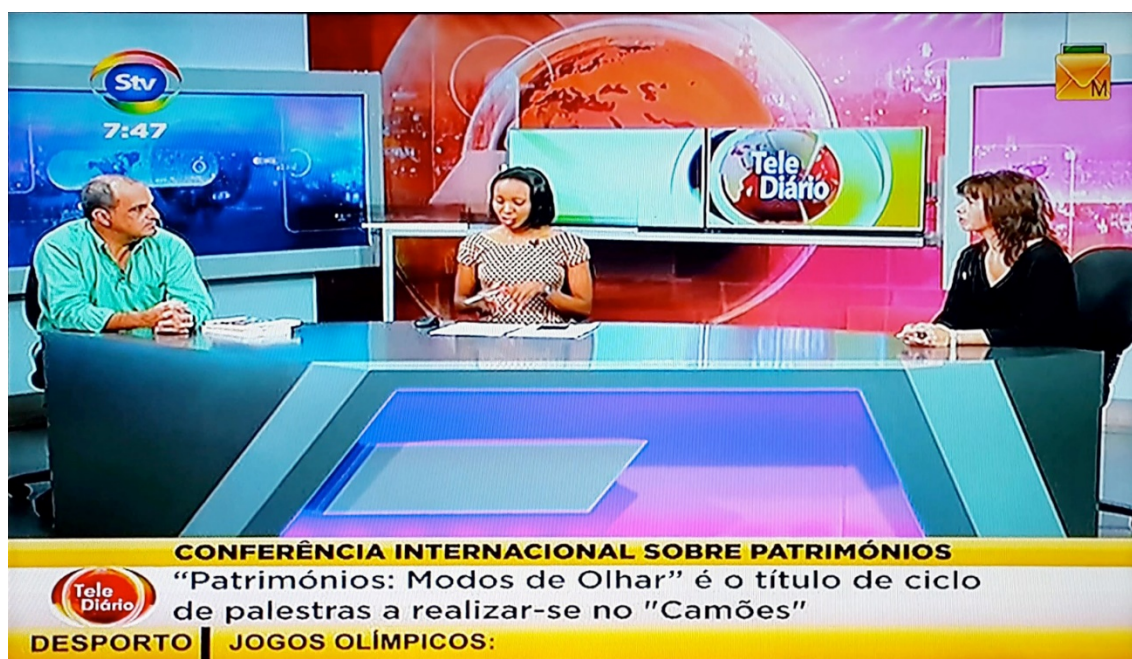 Stv
7:47
M
Tele
Diário
CONFERÊNCIA INTERNACIONAL SOBRE PATRIMÓNIOS
Tele
Diário
“Patrimónios: Modos de Olhar” é o título de ciclo
de palestras a realizar-se no "Camões"
DESPORTO
JOGOS OLÍMPICOS: